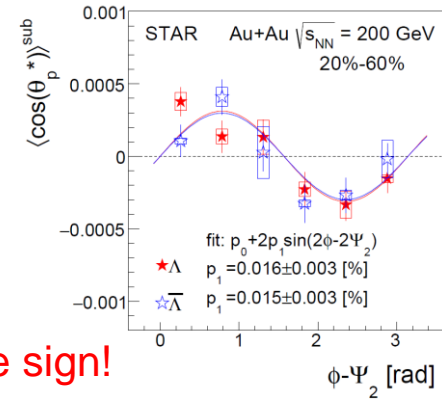 ⟨cos(θp*)⟩^sub
0.001
0.0005
0
−0.0005
−0.001
STAR Au+Au √sNN = 200 GeV
20%-60%
fit: p0+2p1sin(2φ-2Ψ2)
★Λ p1=0.016±0.003 [%]
☆Λ̅ p1=0.015±0.003 [%]
0 1 2 3
φ-Ψ2 [rad]
e sign!